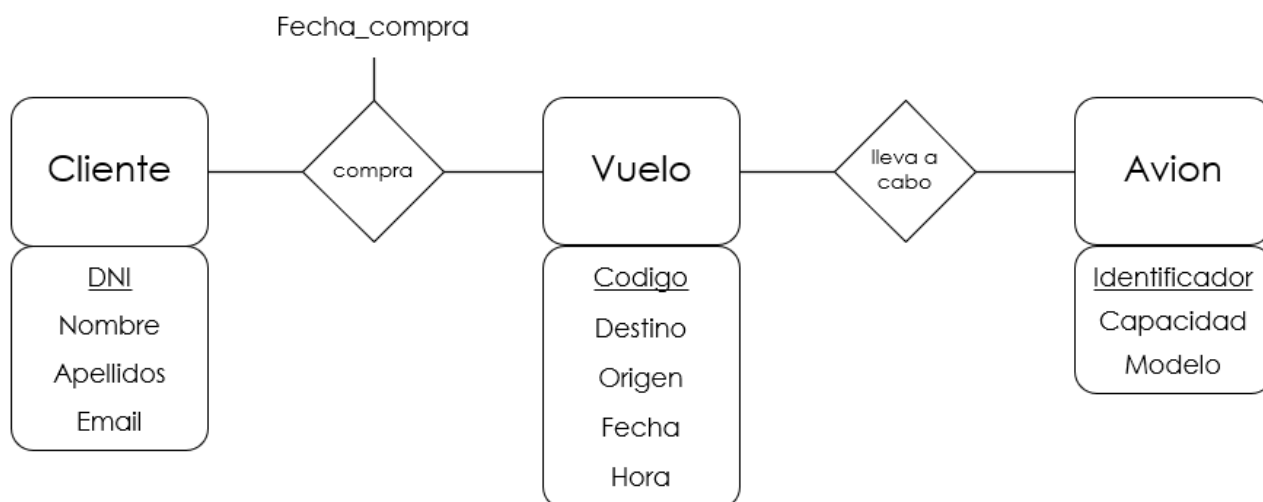 Fecha_compra
Cliente
compra
Vuelo
lleva a
cabo
Avion
DNI
Nombre
Apellidos
Email
Codigo
Destino
Origen
Fecha
Hora
Identificador
Capacidad
Modelo